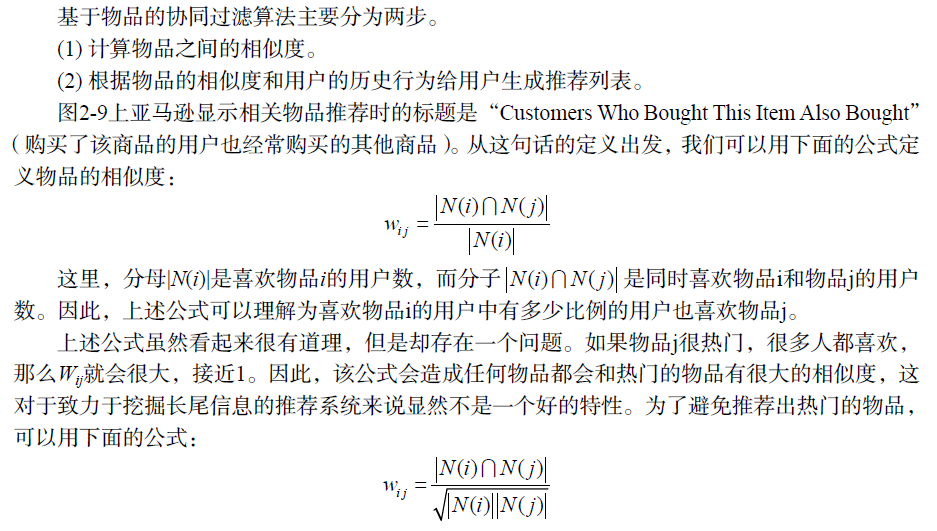 基于物品的协同过滤算法主要分为两步。
(1) 计算物品之间的相似度。
(2) 根据物品的相似度和用户的历史行为给用户生成推荐列表。
图2-9上亚马逊显示相关物品推荐时的标题是“Customers Who Bought This Item Also Bought”
（购买了该商品的用户也经常购买的其他商品）。从这句话的定义出发，我们可以用下面的公式定
义物品的相似度：
w_{ij} = \frac{|N(i) \bigcap N(j)|}{|N(i)|}
这里，分母|N(i)|是喜欢物品i的用户数，而分子|N(i)⋂N(j)|是同时喜欢物品i和物品j的用户
数。因此，上述公式可以理解为喜欢物品i的用户中有多少比例的用户也喜欢物品j。
上述公式虽然看起来很有道理，但是却存在一个问题。如果物品j很热门，很多人都喜欢，
那么W_{ij}就会很大，接近1。因此，该公式会造成任何物品都会和热门的物品有很大的相似度，这
对于致力于挖掘长尾信息的推荐系统来说显然不是一个好的特性。为了避免推荐出热门的物品，
可以用下面的公式：
w_{ij} = \frac{|N(i) \bigcap N(j)|}{\sqrt{|N(i)||N(j)|}}